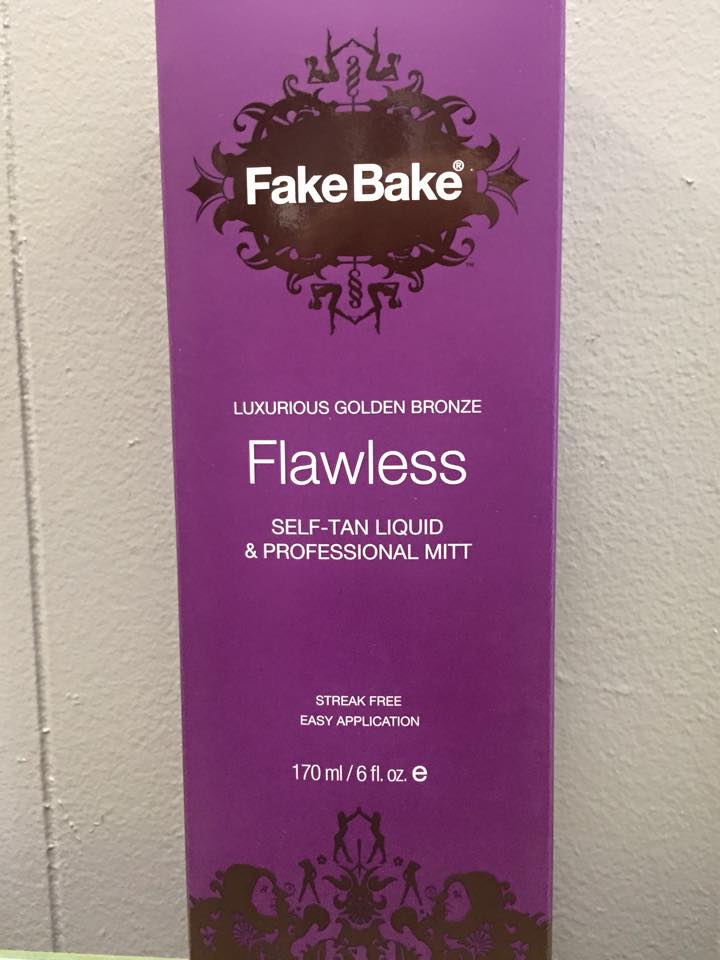 Fake Bake®
™
LUXURIOUS GOLDEN BRONZE
Flawless
SELF-TAN LIQUID
& PROFESSIONAL MITT
STREAK FREE
EASY APPLICATION
170 ml / 6 fl. oz. e